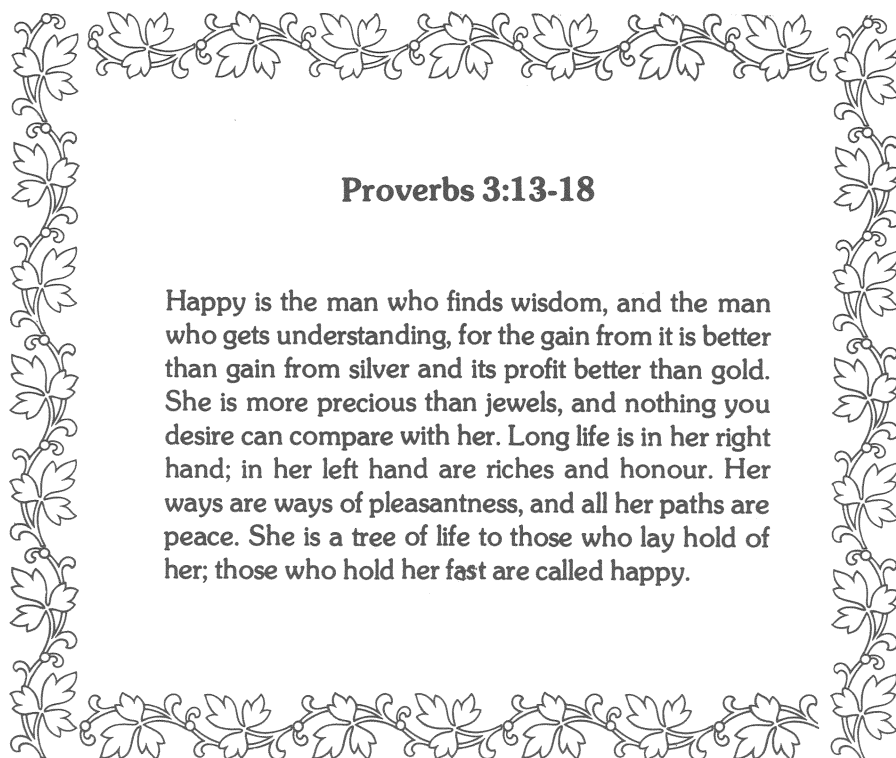 Proverbs 3:13-18
Happy is the man who finds wisdom, and the man
who gets understanding, for the gain from it is better
than gain from silver and its profit better than gold.
She is more precious than jewels, and nothing you
desire can compare with her. Long life is in her right
hand; in her left hand are riches and honour. Her
ways are ways of pleasantness, and all her paths are
peace. She is a tree of life to those who lay hold of
her; those who hold her fast are called happy.